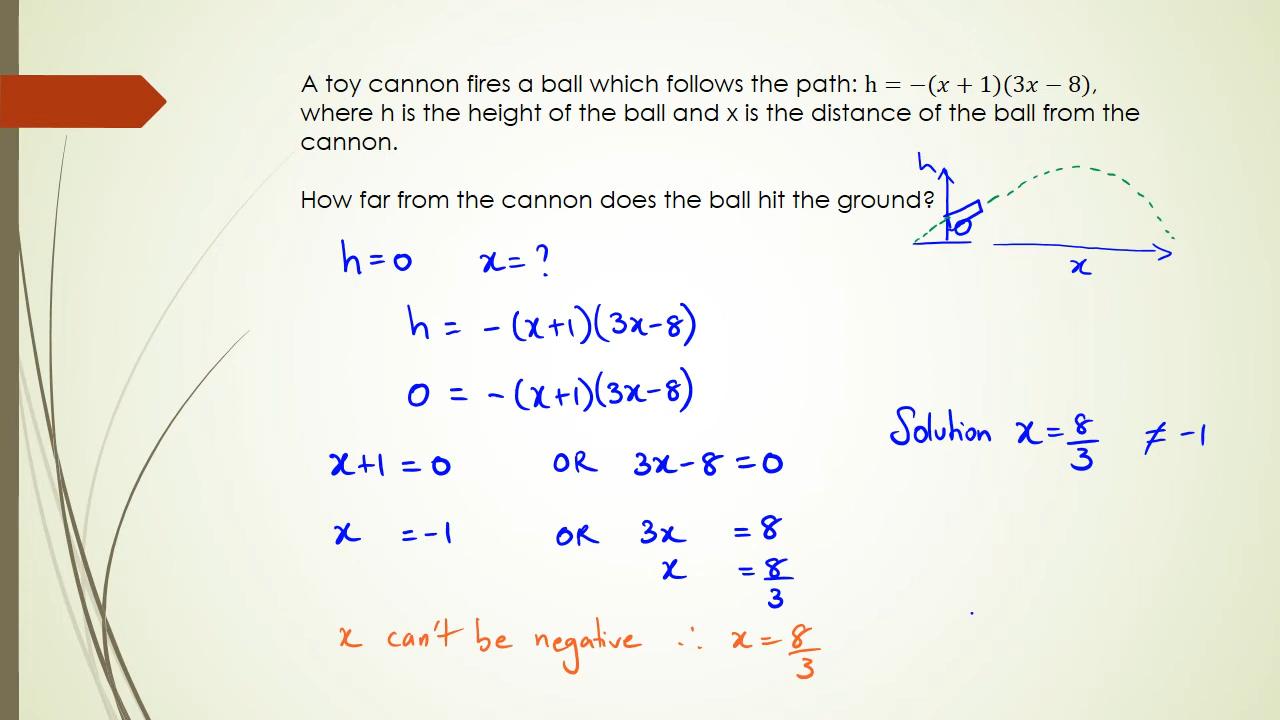 A toy cannon fires a ball which follows the path: h = −(x + 1)(3x − 8),
where h is the height of the ball and x is the distance of the ball from the
cannon.
How far from the cannon does the ball hit the ground?
h
x
h = 0 x = ?
h = -(x+1)(3x-8)
0 = -(x+1)(3x-8)
Solution x = 8/3 ≠ -1
x+1 = 0 OR 3x-8 = 0
x = -1 OR 3x = 8
x = 8/3
x can't be negative ∴ x = 8/3